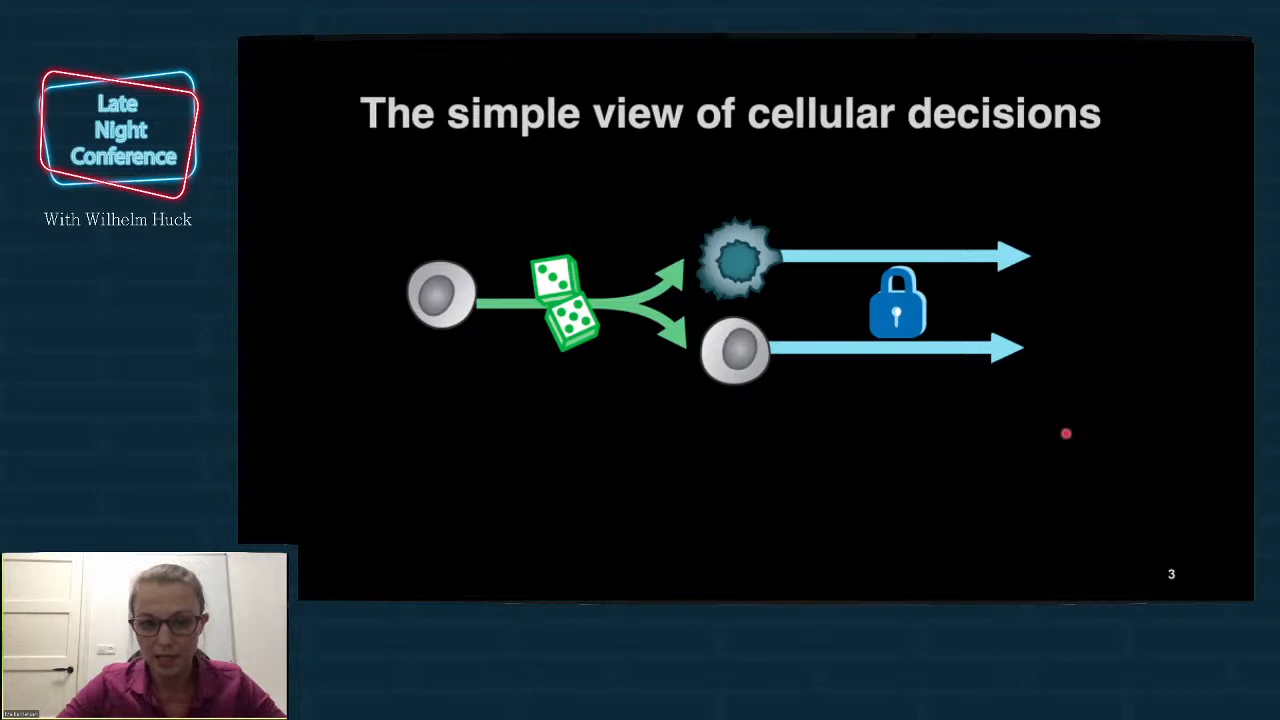 Late
Night
Conference
With Wilhelm Huck
The simple view of cellular decisions
3